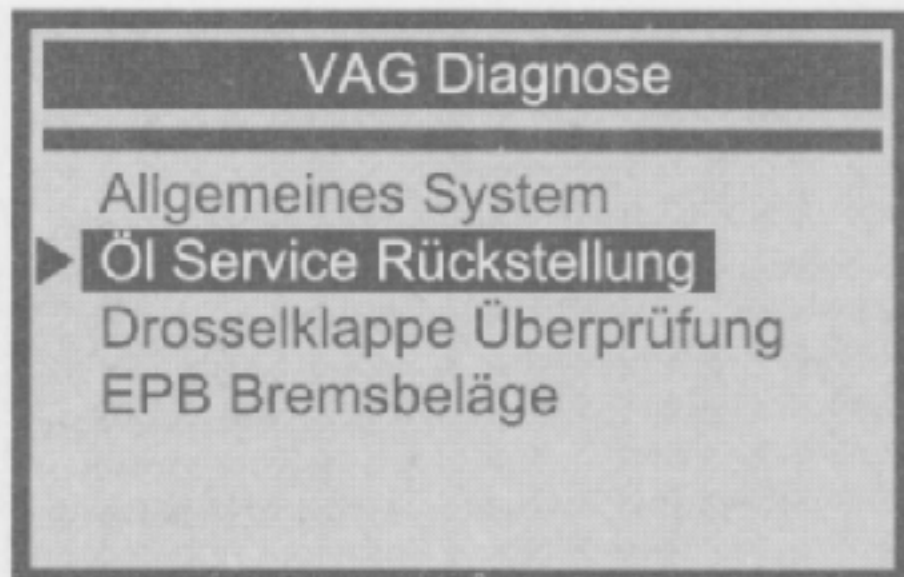 VAG Diagnose
Allgemeines System
Öl Service Rückstellung
Drosselklappe Überprüfung
EPB Bremsbeläge